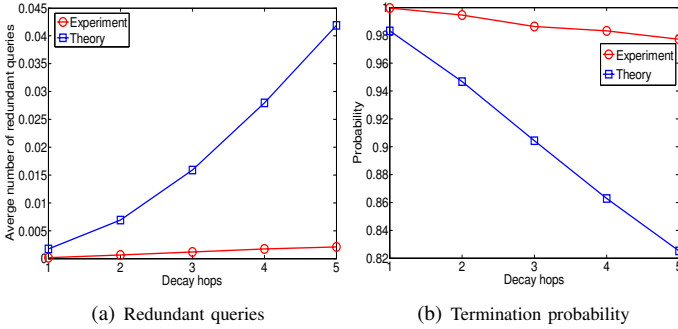 0.045
0.04
0.035
0.03
0.025
0.02
0.015
0.01
0.005
0
Averge number of redundant queries
Experiment
Theory
1 2 3 4 5
Decay hops
(a) Redundant queries
1
0.98
0.96
0.94
0.92
0.9
0.88
0.86
0.84
0.82
Probability
Experiment
Theory
1 2 3 4 5
Decay hops
(b) Termination probability